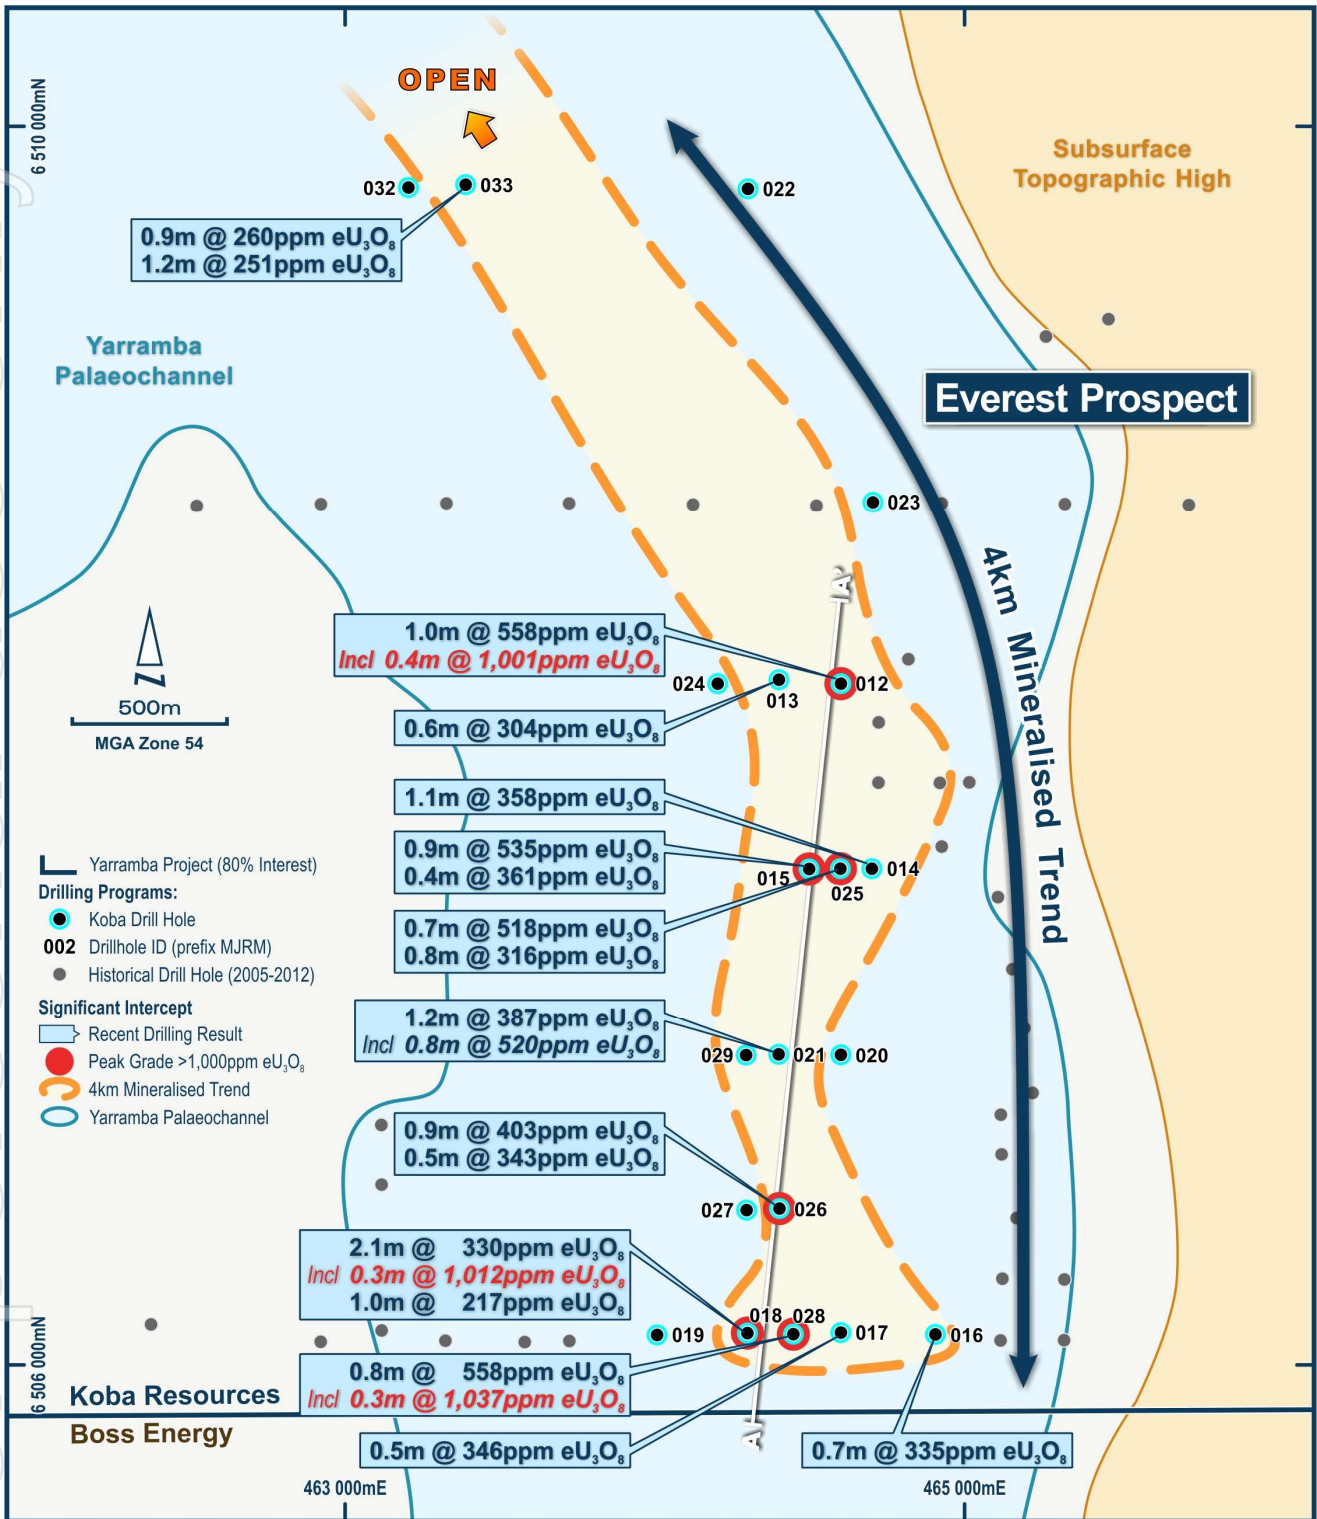 OPEN
6 510 000mN
Subsurface
Topographic High
032
033
022
0.9m @ 260ppm eU₃O₈
1.2m @ 251ppm eU₃O₈
Yarramba
Palaeochannel
Everest Prospect
023
4km Mineralised Trend
A'
1.0m @ 558ppm eU₃O₈
Incl 0.4m @ 1,001ppm eU₃O₈
024
013
012
0.6m @ 304ppm eU₃O₈
N
500m
MGA Zone 54
1.1m @ 358ppm eU₃O₈
0.9m @ 535ppm eU₃O₈
0.4m @ 361ppm eU₃O₈
015
025
014
0.7m @ 518ppm eU₃O₈
0.8m @ 316ppm eU₃O₈
Yarramba Project (80% Interest)
Drilling Programs:
Koba Drill Hole
002 Drillhole ID (prefix MJRM)
Historical Drill Hole (2005-2012)
Significant Intercept
Recent Drilling Result
Peak Grade >1,000ppm eU₃O₈
4km Mineralised Trend
Yarramba Palaeochannel
1.2m @ 387ppm eU₃O₈
Incl 0.8m @ 520ppm eU₃O₈
029
021
020
0.9m @ 403ppm eU₃O₈
0.5m @ 343ppm eU₃O₈
027
026
2.1m @ 330ppm eU₃O₈
Incl 0.3m @ 1,012ppm eU₃O₈
1.0m @ 217ppm eU₃O₈
019
018
028
017
016
0.8m @ 558ppm eU₃O₈
Incl 0.3m @ 1,037ppm eU₃O₈
6 506 000mN
Koba Resources
Boss Energy
A
0.5m @ 346ppm eU₃O₈
0.7m @ 335ppm eU₃O₈
463 000mE
465 000mE